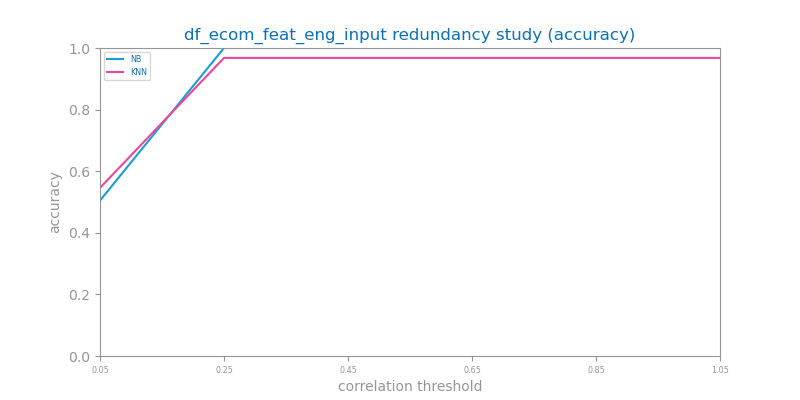 df_ecom_feat_eng_input redundancy study (accuracy)
NB
KNN
1.0
0.8
0.6
0.4
0.2
0.0
accuracy
0.05 0.25 0.45 0.65 0.85 1.05
correlation threshold